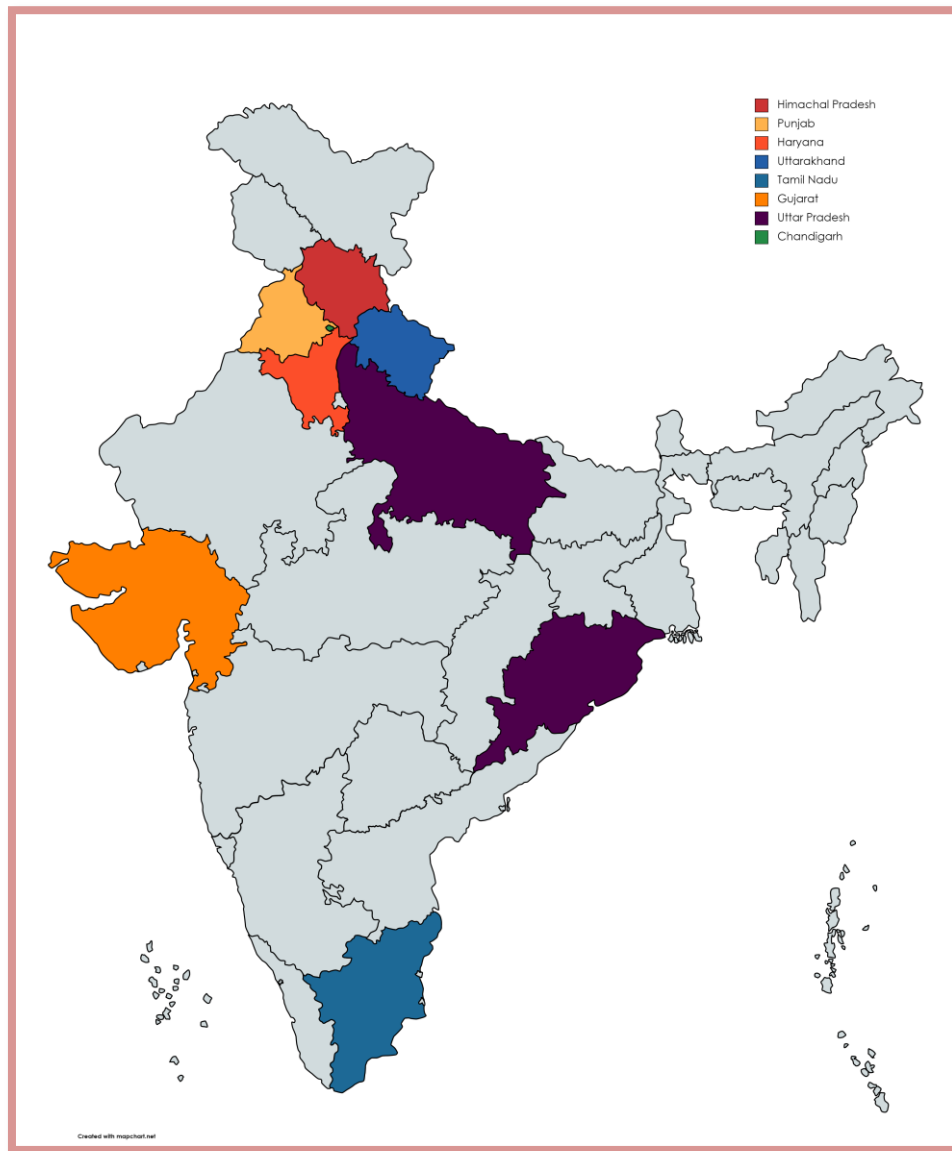 Himachal Pradesh
Punjab
Haryana
Uttarakhand
Tamil Nadu
Gujarat
Uttar Pradesh
Chandigarh
Created with mapchart.net